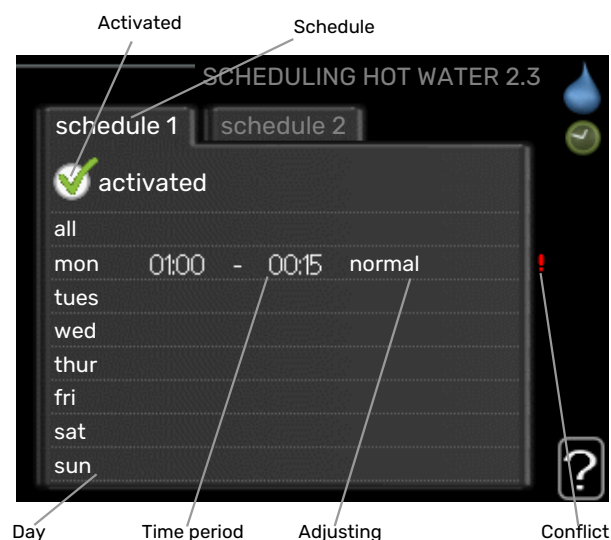 Activated
Schedule
SCHEDULING HOT WATER 2.3
schedule 1 schedule 2
activated
all
mon 01:00 - 00:15 normal !
tues
wed
thur
fri
sat
sun
?
Day Time period Adjusting Conflict